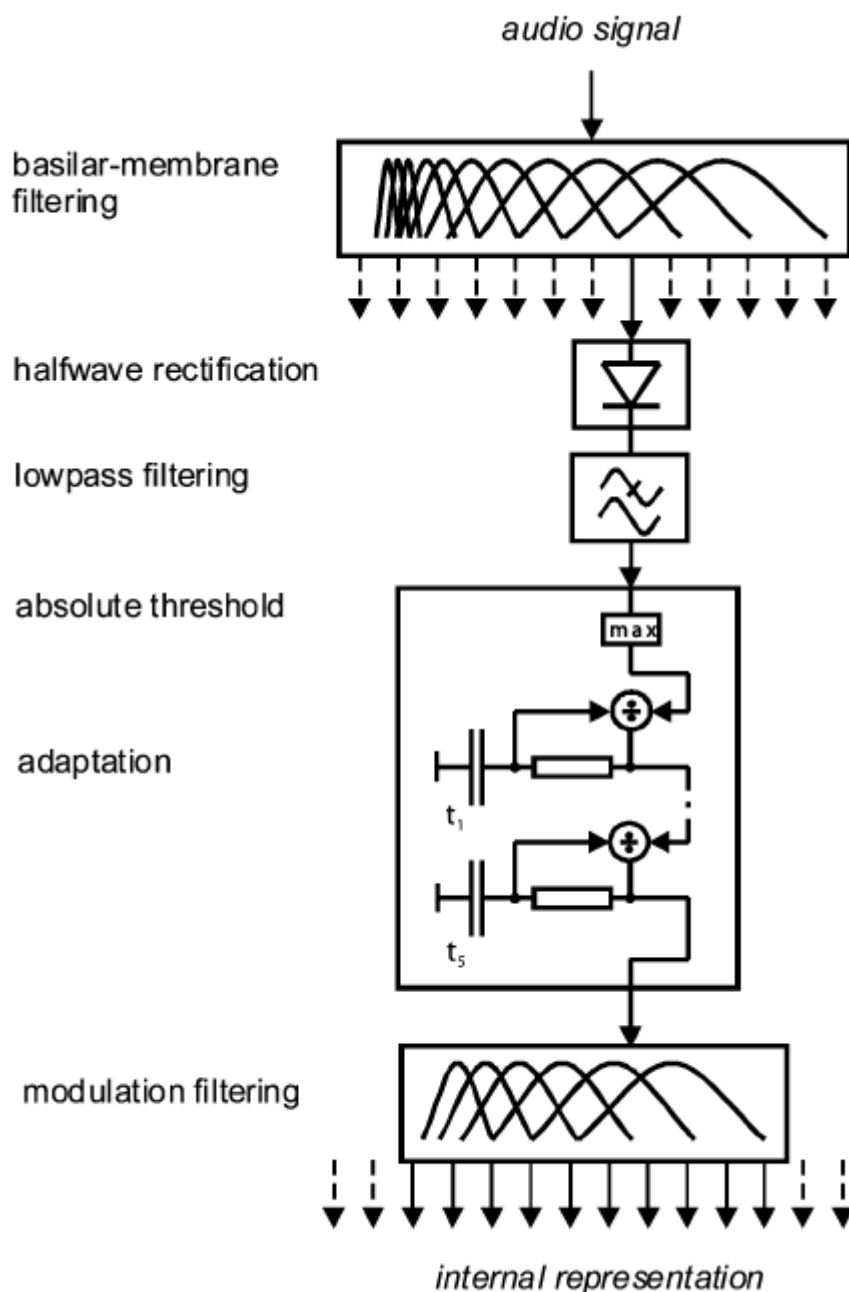 audio signal
basilar-membrane
filtering
halfwave rectification
lowpass filtering
absolute threshold
max
÷
adaptation
t₁
÷
t₅
modulation filtering
internal representation